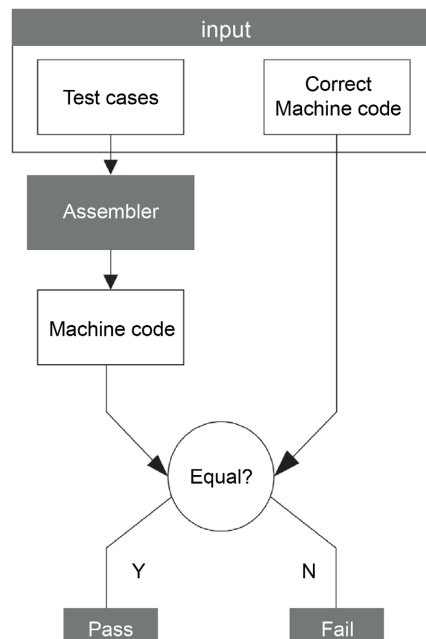 input
Test cases
Correct
Machine code
Assembler
Machine code
Equal?
Y
N
Pass
Fail